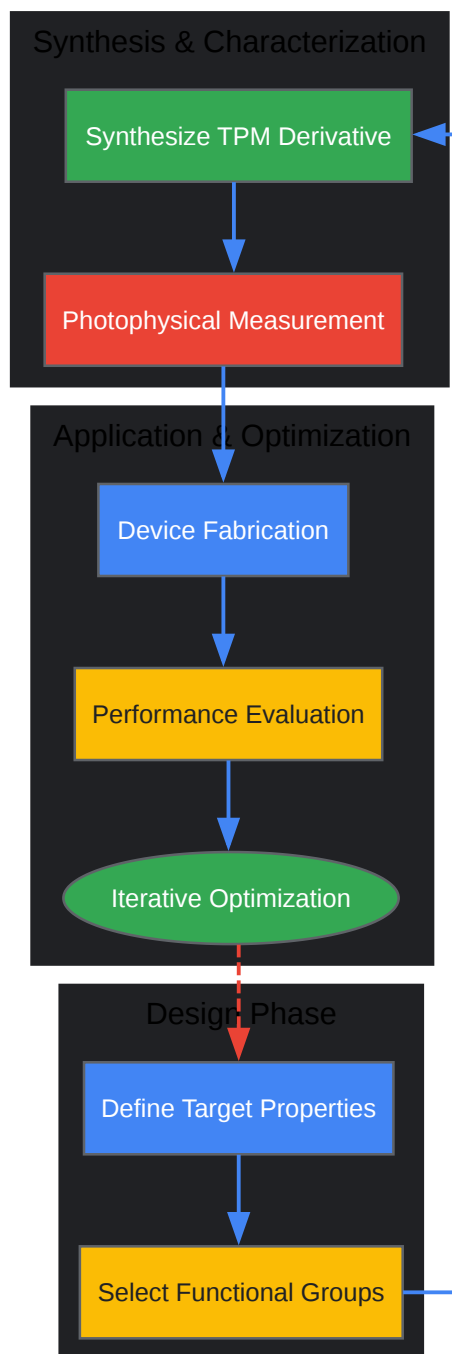 Synthesis & Characterization
Synthesize TPM Derivative
Photophysical Measurement
Application & Optimization
Device Fabrication
Performance Evaluation
Iterative Optimization
Design Phase
Define Target Properties
Select Functional Groups